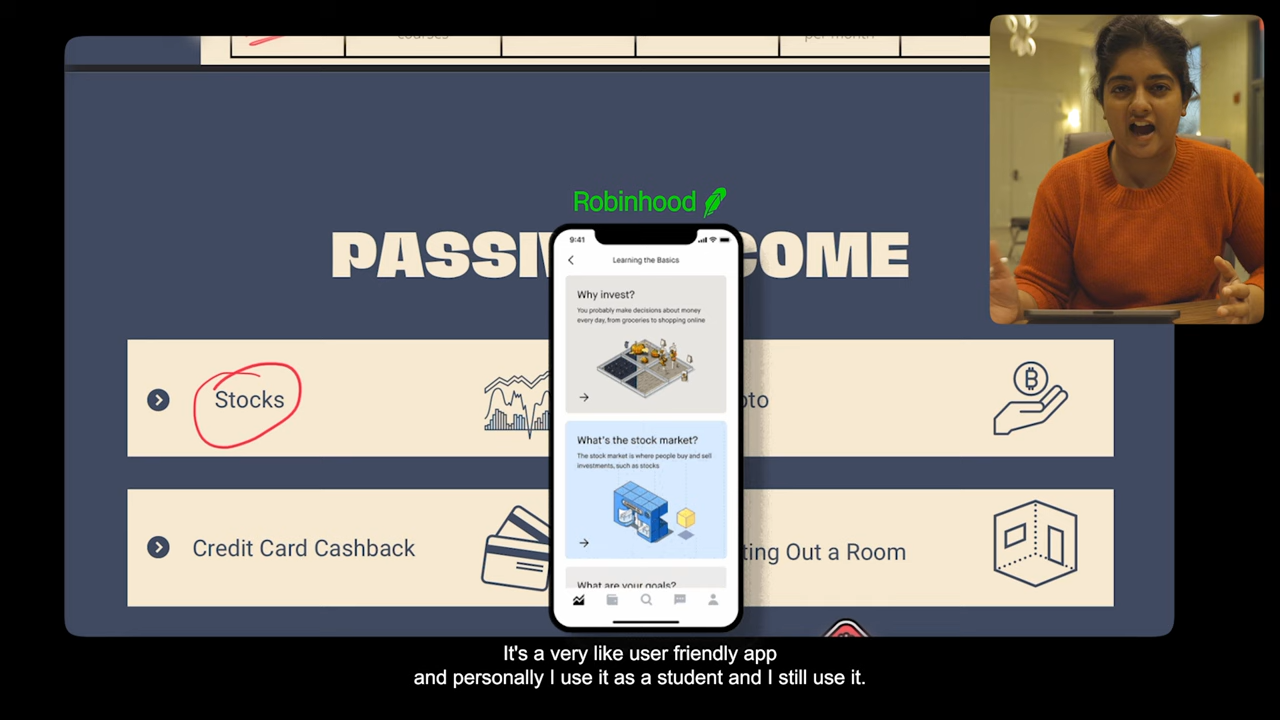 courses
per month
Robinhood
PASSIV COME
9:41
Learning the Basics
Why invest?
You probably make decisions about money
every day, from groceries to shopping online
What's the stock market?
The stock market is where people buy and sell
investments, such as stocks
What are your goals?
Stocks
pto
Credit Card Cashback
ting Out a Room
It's a very like user friendly app
and personally I use it as a student and I still use it.